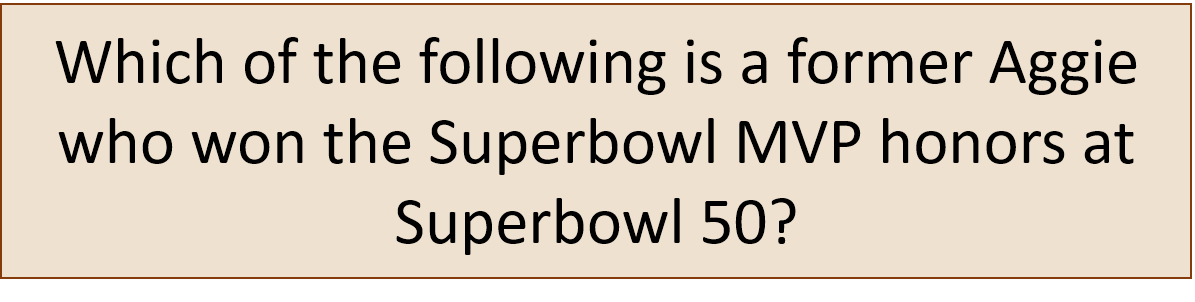 Which of the following is a former Aggie
who won the Superbowl MVP honors at
Superbowl 50?